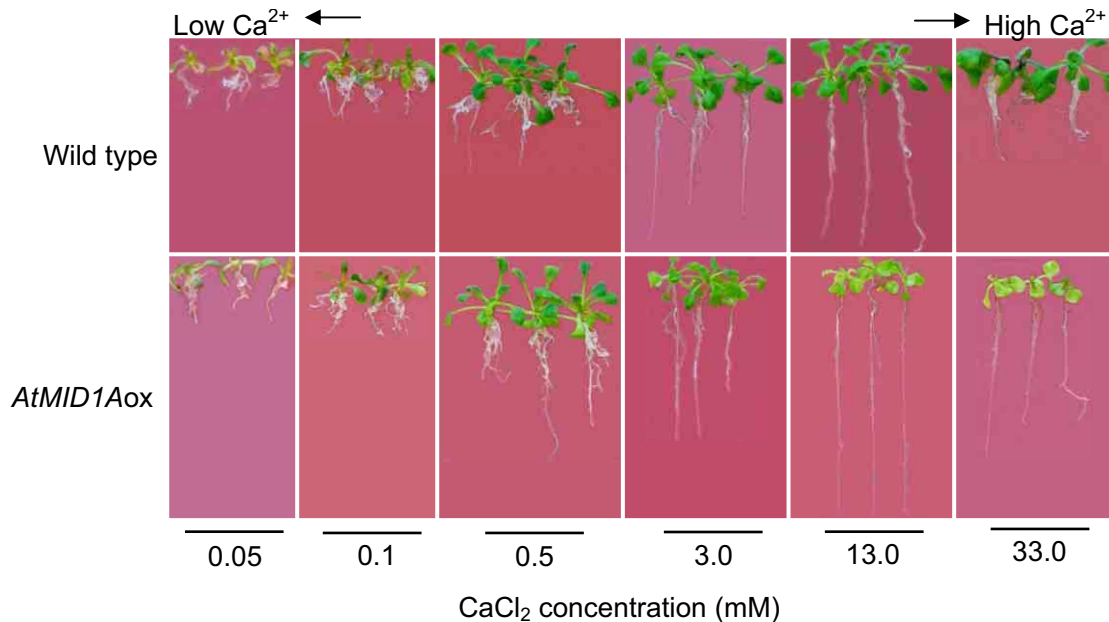 Low Ca²⁺
High Ca²⁺
Wild type
AtMID1Aox
0.05 0.1 0.5 3.0 13.0 33.0
CaCl₂ concentration (mM)